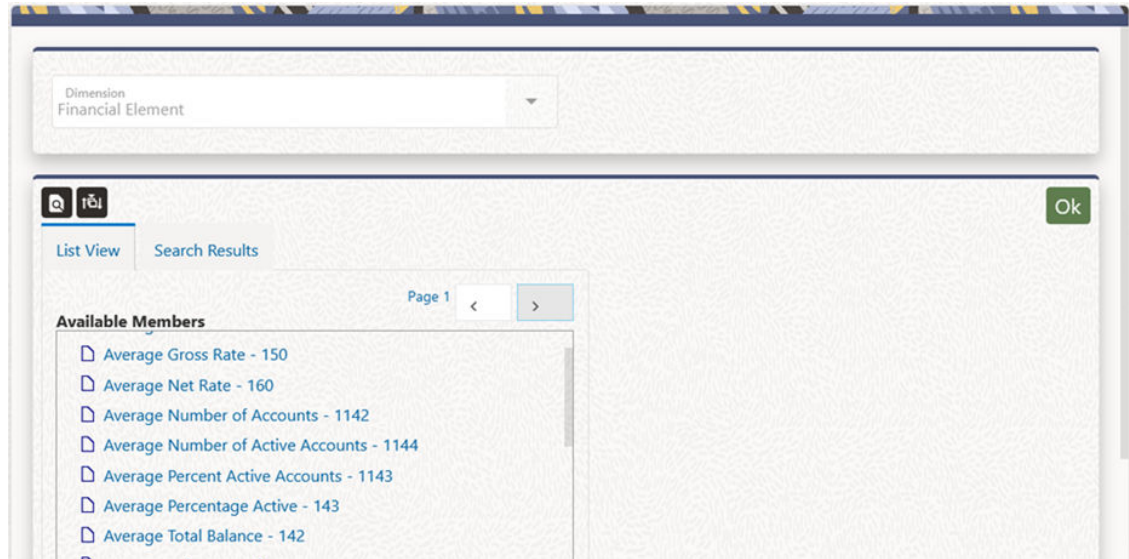 Dimension
Financial Element
Ok
List View Search Results
Page 1
Available Members
Average Gross Rate - 150
Average Net Rate - 160
Average Number of Accounts - 1142
Average Number of Active Accounts - 1144
Average Percent Active Accounts - 1143
Average Percentage Active - 143
Average Total Balance - 142